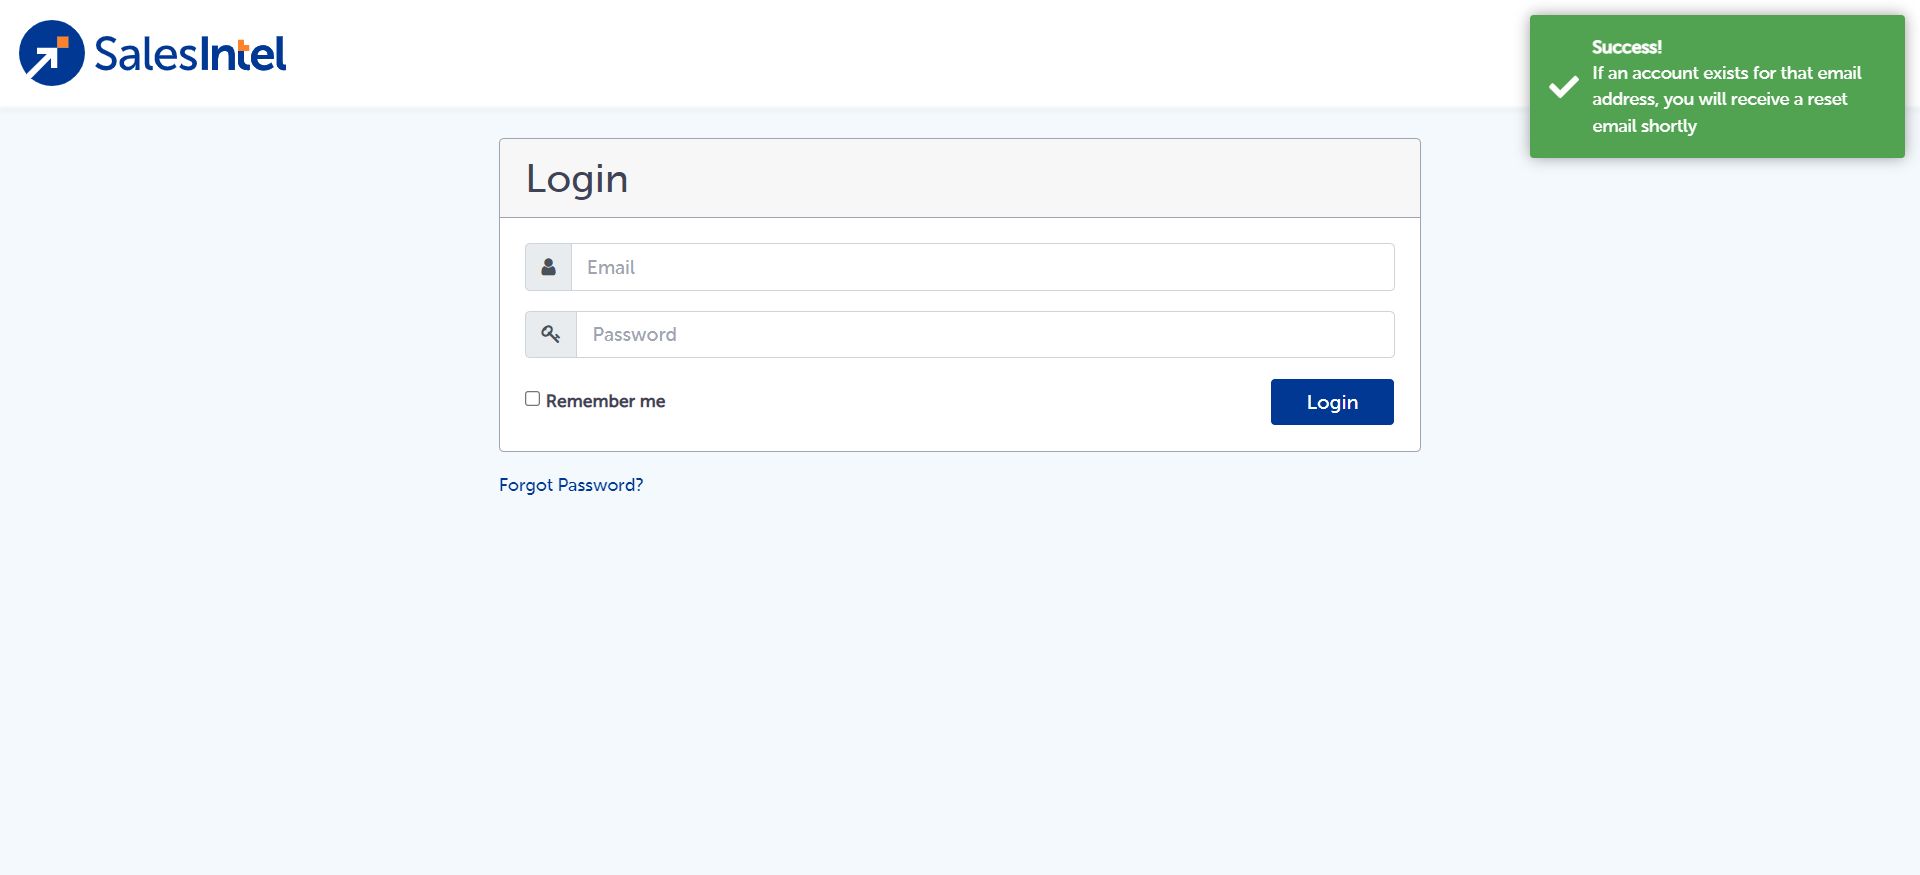 SalesIntel
Success!
If an account exists for that email
address, you will receive a reset
email shortly
Login
Email
Password
Remember me
Login
Forgot Password?